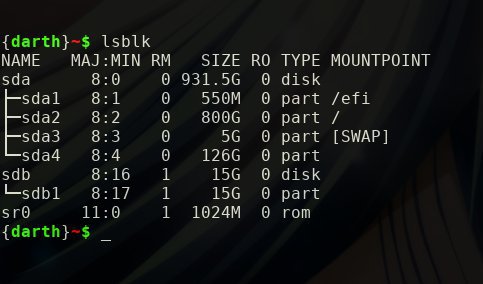 {darth}~$ lsblk
NAME   MAJ:MIN RM   SIZE RO TYPE MOUNTPOINT
sda      8:0    0 931.5G  0 disk
├─sda1   8:1    0   550M  0 part /efi
├─sda2   8:2    0   800G  0 part /
├─sda3   8:3    0     5G  0 part [SWAP]
└─sda4   8:4    0   126G  0 part
sdb      8:16   1    15G  0 disk
└─sdb1   8:17   1    15G  0 part
sr0     11:0    1  1024M  0 rom
{darth}~$ _